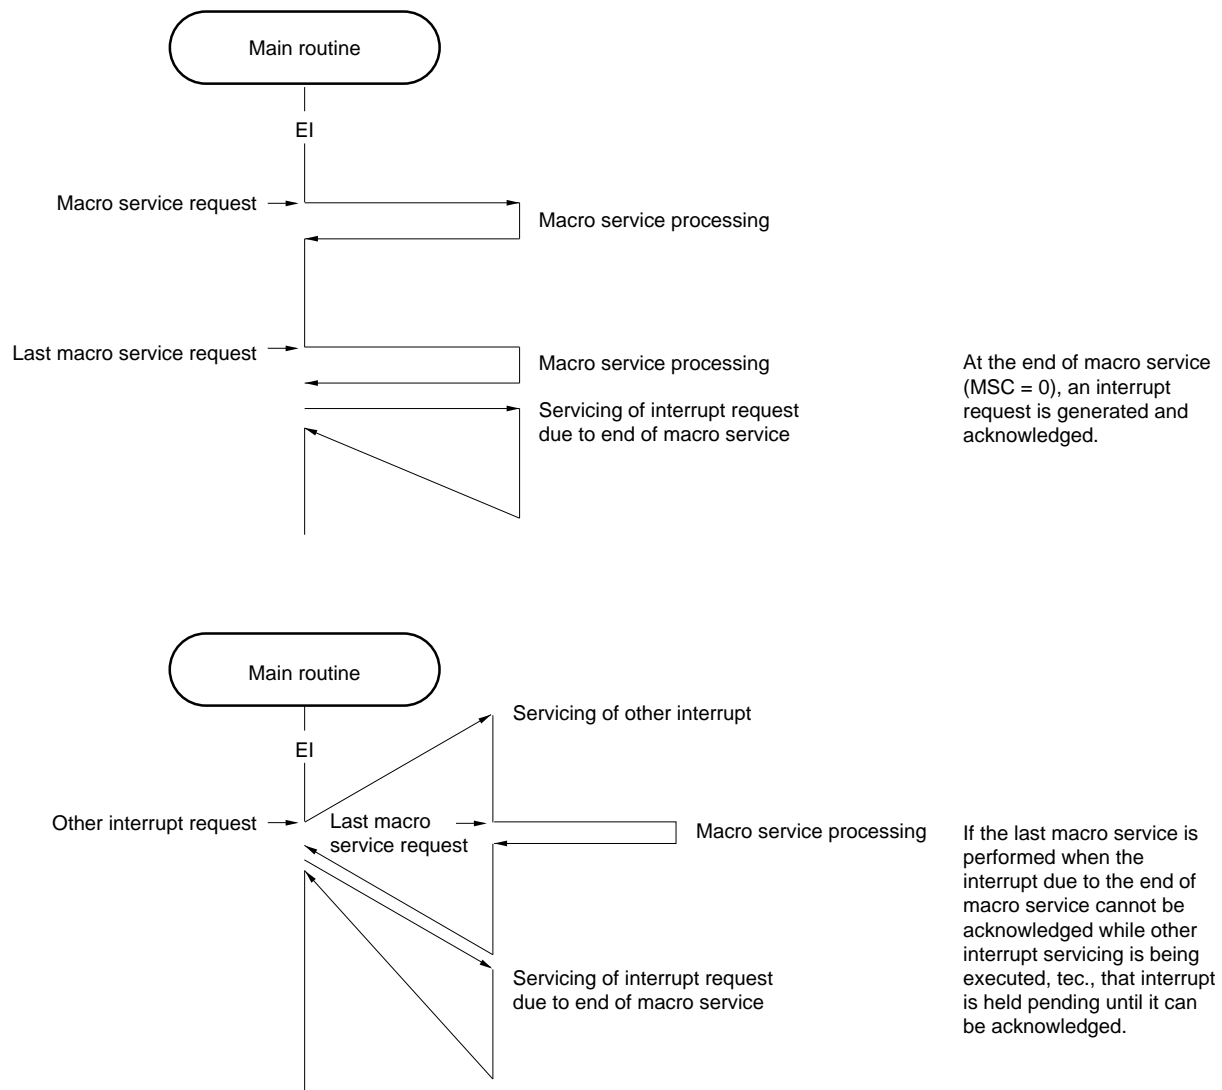 Main routine
EI
Macro service request
Macro service processing
Last macro service request
Macro service processing
Servicing of interrupt request
due to end of macro service
At the end of macro service
(MSC = 0), an interrupt
request is generated and
acknowledged.
Main routine
EI
Servicing of other interrupt
Other interrupt request
Last macro
service request
Macro service processing
Servicing of interrupt request
due to end of macro service
If the last macro service is
performed when the
interrupt due to the end of
macro service cannot be
acknowledged while other
interrupt servicing is being
executed, tec., that interrupt
is held pending until it can
be acknowledged.